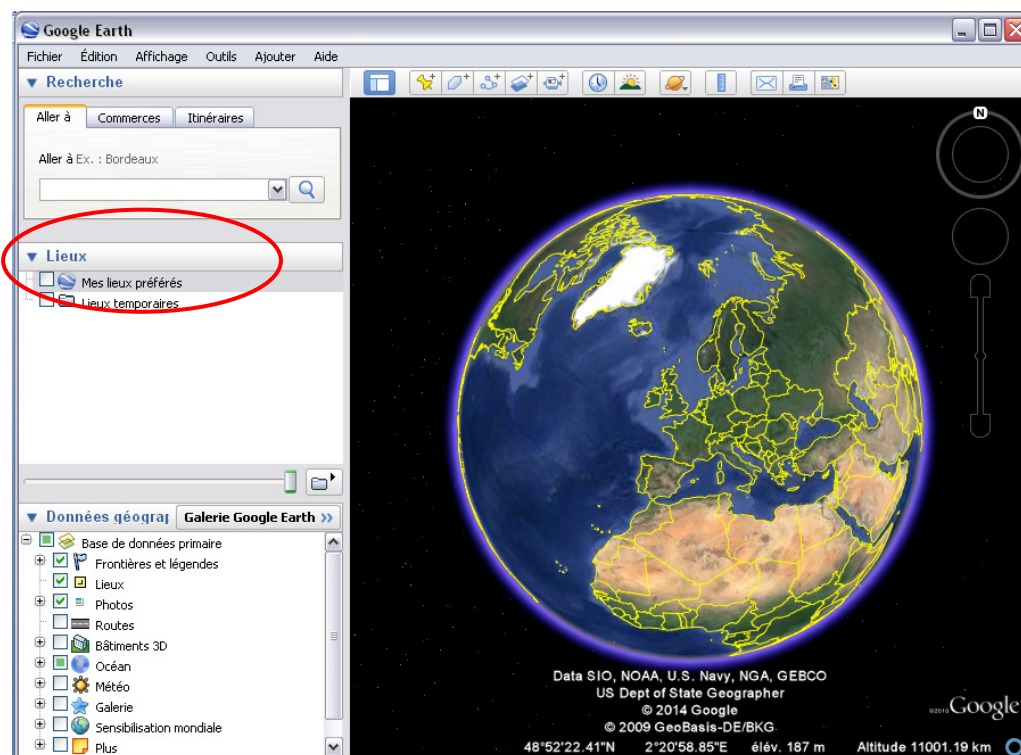 Google Earth
Fichier Édition Affichage Outils Ajouter Aide
Recherche
Aller à Commerces Itinéraires
Aller à Ex. : Bordeaux
Lieux
Mes lieux préférés
Lieux temporaires
Données géograp Galerie Google Earth >>
Base de données primaire
Frontières et légendes
Lieux
Photos
Routes
Bâtiments 3D
Océan
Météo
Galerie
Sensibilisation mondiale
Plus
N
Data SIO, NOAA, U.S. Navy, NGA, GEBCO
US Dept of State Geographer
© 2014 Google
© 2009 GeoBasis-DE/BKG
©2010 Google
48°52'22.41"N 2°20'58.85"E élév. 187 m Altitude 11001.19 km